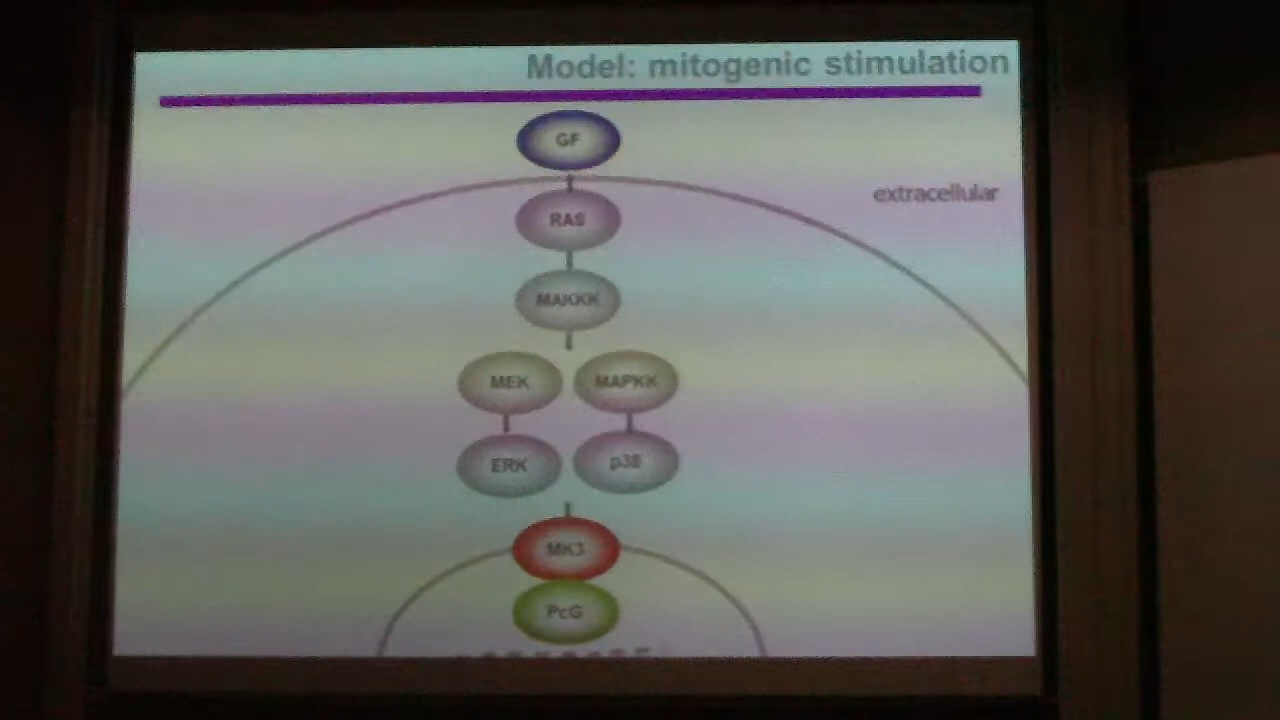 Model: mitogenic stimulation
GF
extracellular
RAS
MAKKK
MEK
MAPKK
ERK
p38
MK3
PcG